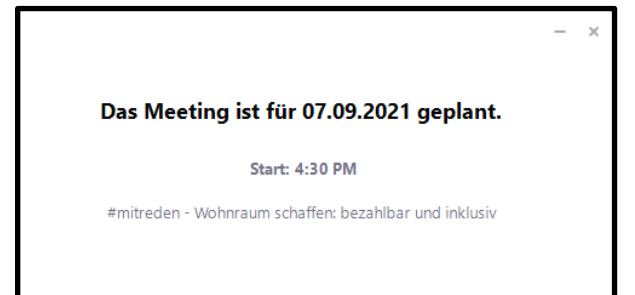 Das Meeting ist für 07.09.2021 geplant.
Start: 4:30 PM
#mitreden - Wohnraum schaffen: bezahlbar und inklusiv